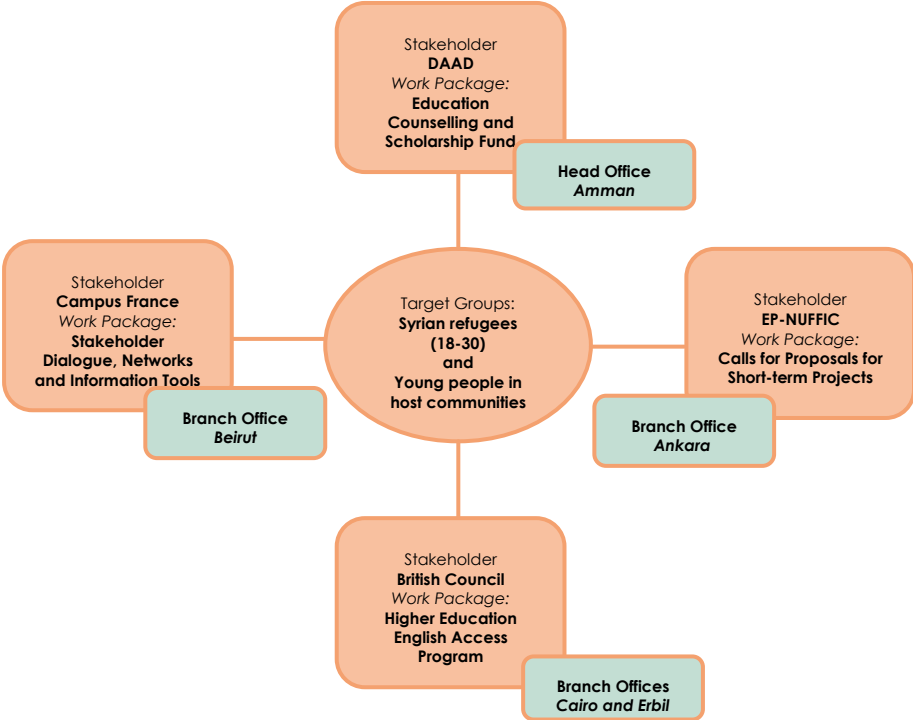 Stakeholder
DAAD
Work Package:
Education
Counselling and
Scholarship Fund
Head Office
Amman
Stakeholder
Campus France
Work Package:
Stakeholder
Dialogue, Networks
and Information Tools
Branch Office
Beirut
Target Groups:
Syrian refugees
(18-30)
and
Young people in
host communities
Stakeholder
EP-NUFFIC
Work Package:
Calls for Proposals for
Short-term Projects
Branch Office
Ankara
Stakeholder
British Council
Work Package:
Higher Education
English Access
Program
Branch Offices
Cairo and Erbil